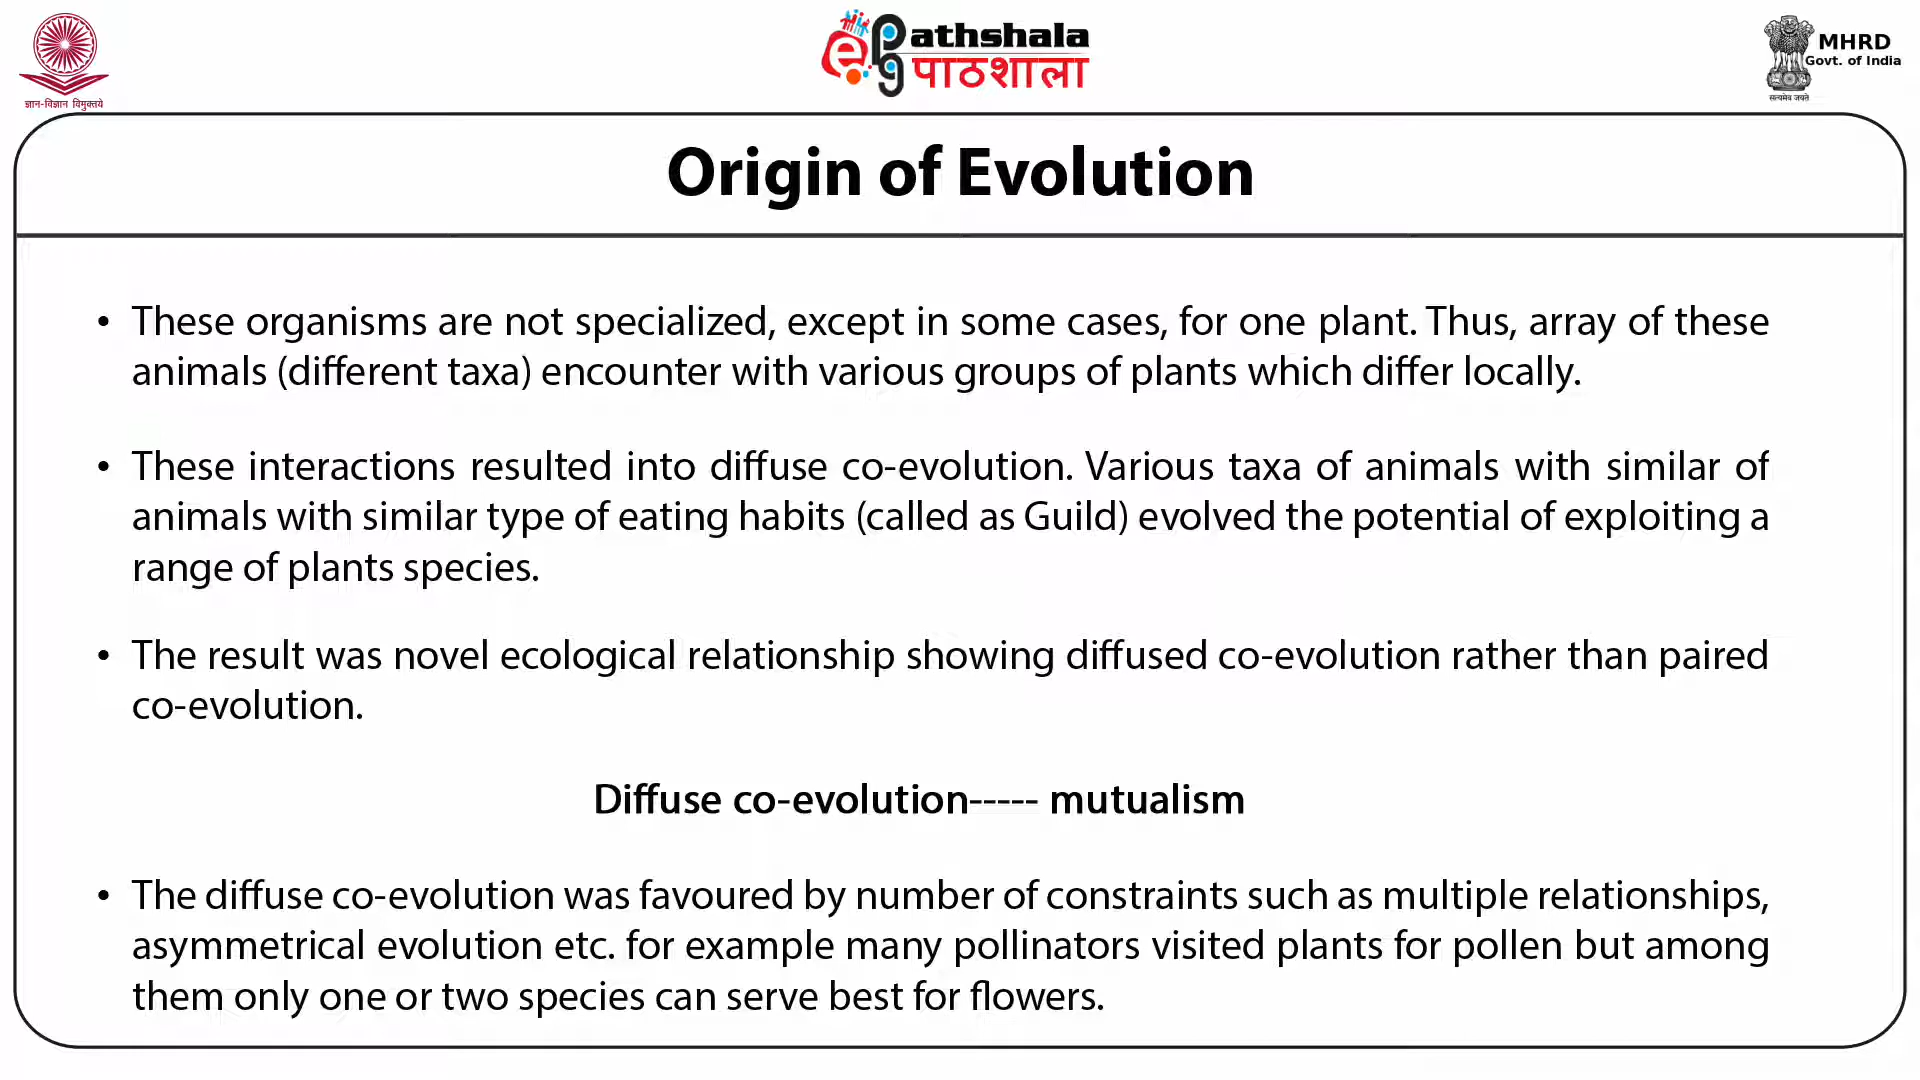 ज्ञान-विज्ञान विमुक्तये
ePathshala
पाठशाला
MHRD
Govt. of India
सत्यमेव जयते
Origin of Evolution
• These organisms are not specialized, except in some cases, for one plant. Thus, array of these
animals (different taxa) encounter with various groups of plants which differ locally.
• These interactions resulted into diffuse co-evolution. Various taxa of animals with similar of
animals with similar type of eating habits (called as Guild) evolved the potential of exploiting a
range of plants species.
• The result was novel ecological relationship showing diffused co-evolution rather than paired
co-evolution.
Diffuse co-evolution----- mutualism
• The diffuse co-evolution was favoured by number of constraints such as multiple relationships,
asymmetrical evolution etc. for example many pollinators visited plants for pollen but among
them only one or two species can serve best for flowers.